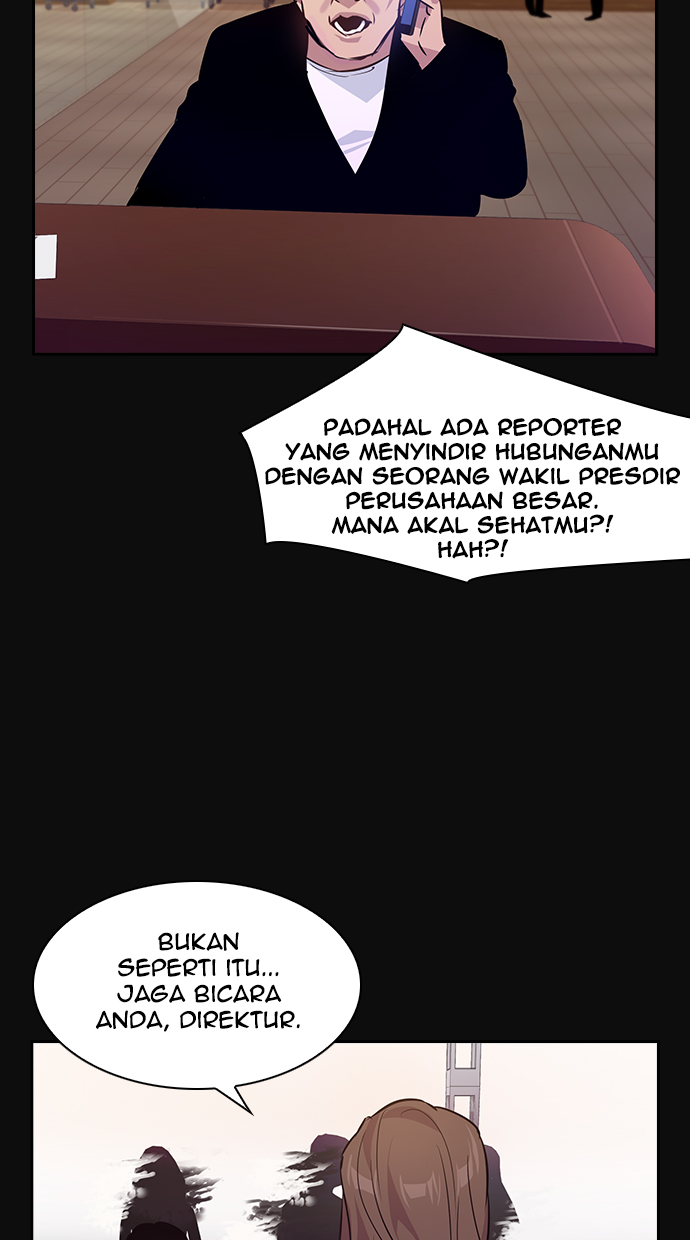 PADAHAL ADA REPORTER
YANG MENYINDIR HUBUNGANMU
DENGAN SEORANG WAKIL PRESDIR
PERUSAHAAN BESAR.
MANA AKAL SEHATMU?!
HAH?!
BUKAN
SEPERTI ITU...
JAGA BICARA
ANDA, DIREKTUR.